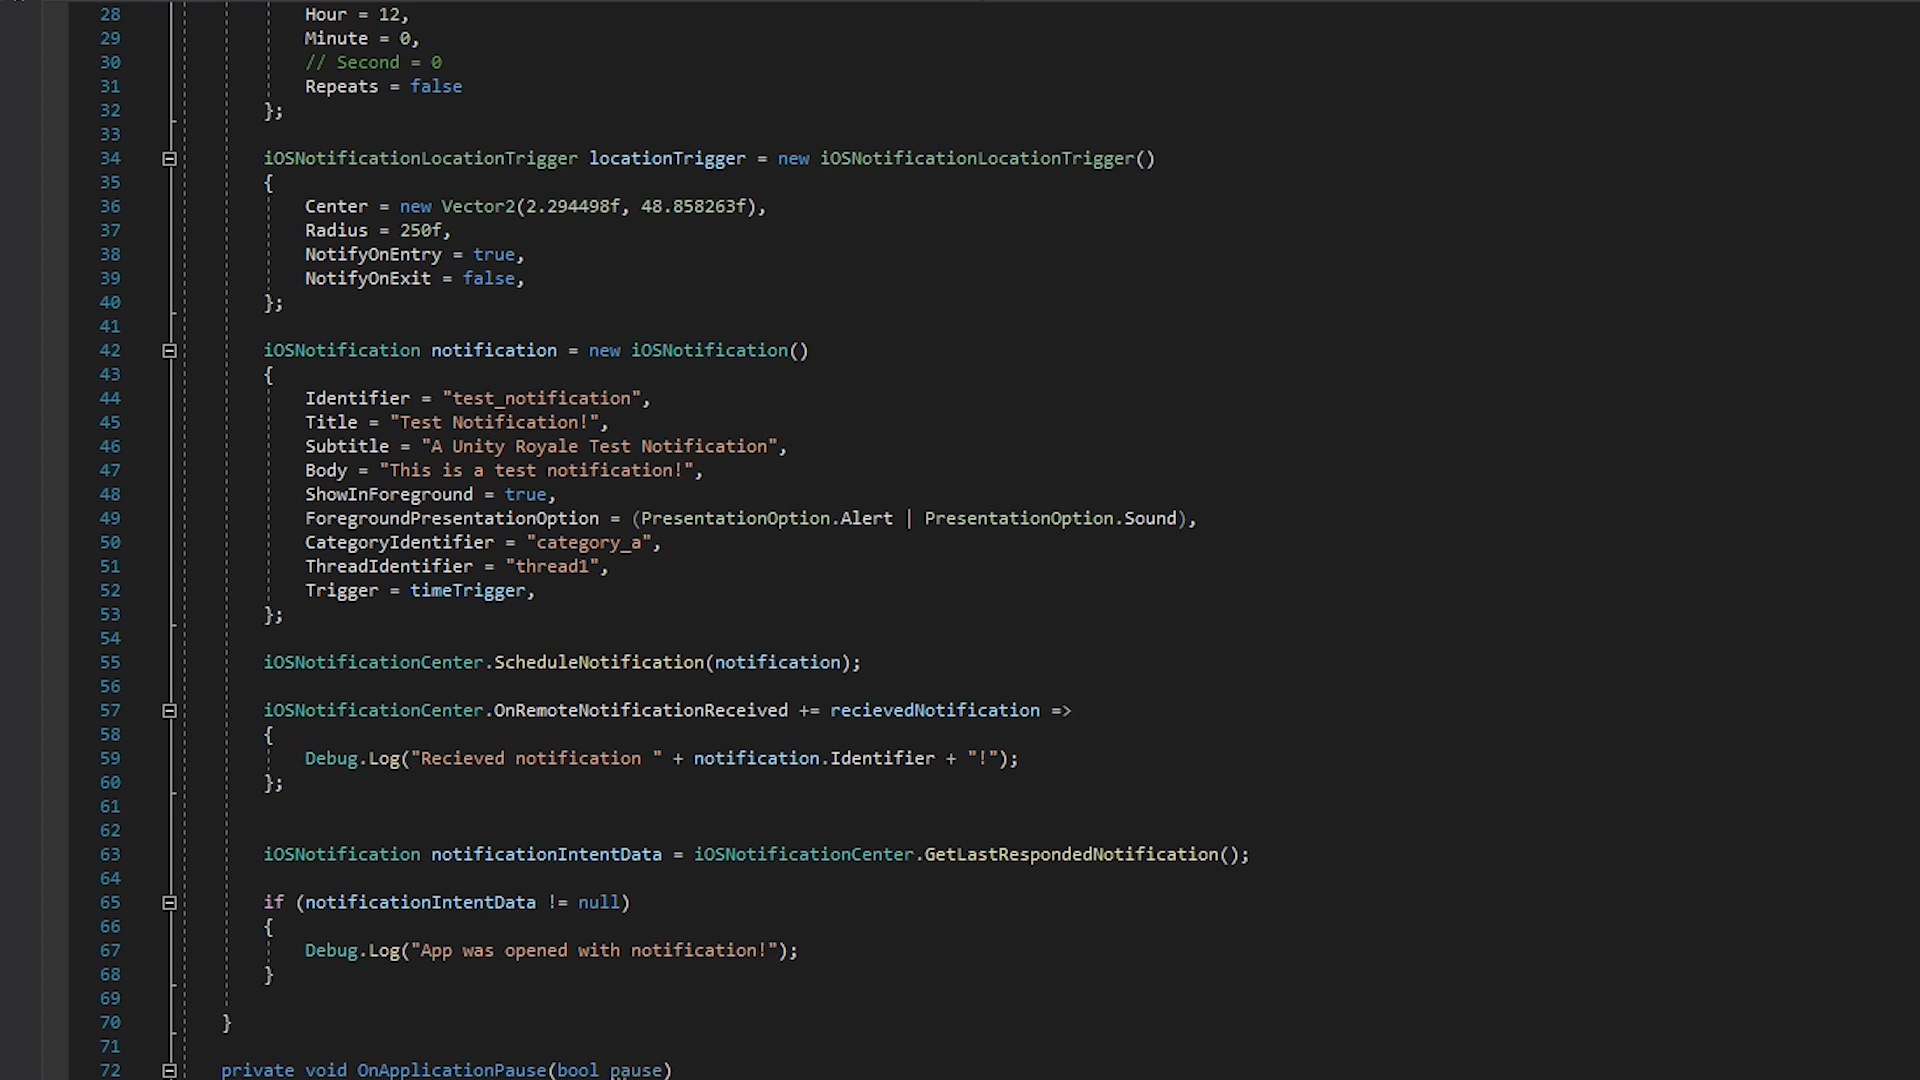 28 Hour = 12,
29 Minute = 0,
30 // Second = 0
31 Repeats = false
32 };
33
34 iOSNotificationLocationTrigger locationTrigger = new iOSNotificationLocationTrigger()
35 {
36 Center = new Vector2(2.294498f, 48.858263f),
37 Radius = 250f,
38 NotifyOnEntry = true,
39 NotifyOnExit = false,
40 };
41
42 iOSNotification notification = new iOSNotification()
43 {
44 Identifier = "test_notification",
45 Title = "Test Notification!",
46 Subtitle = "A Unity Royale Test Notification",
47 Body = "This is a test notification!",
48 ShowInForeground = true,
49 ForegroundPresentationOption = (PresentationOption.Alert | PresentationOption.Sound),
50 CategoryIdentifier = "category_a",
51 ThreadIdentifier = "thread1",
52 Trigger = timeTrigger,
53 };
54
55 iOSNotificationCenter.ScheduleNotification(notification);
56
57 iOSNotificationCenter.OnRemoteNotificationReceived += recievedNotification =>
58 {
59 Debug.Log("Recieved notification " + notification.Identifier + "!");
60 };
61
62
63 iOSNotification notificationIntentData = iOSNotificationCenter.GetLastRespondedNotification();
64
65 if (notificationIntentData != null)
66 {
67 Debug.Log("App was opened with notification!");
68 }
69
70 }
71
72 private void OnApplicationPause(bool pause)